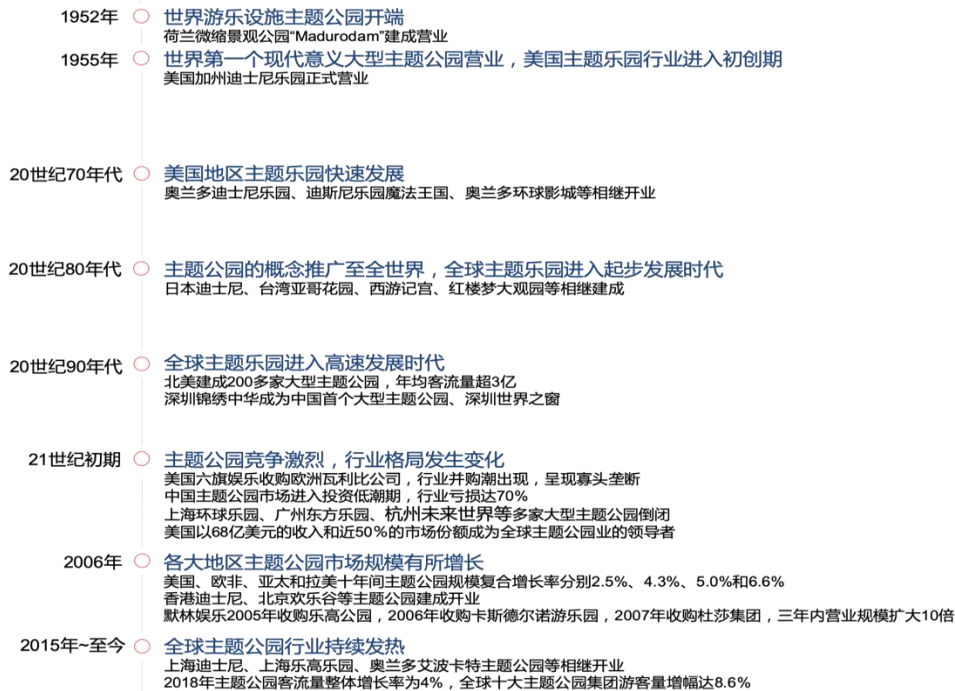 1952年 世界游乐设施主题公园开端
荷兰微缩景观公园“Madurodam”建成营业
1955年 世界第一个现代意义大型主题公园营业，美国主题乐园行业进入初创期
美国加州迪士尼乐园正式营业
20世纪70年代 美国地区主题乐园快速发展
奥兰多迪士尼乐园、迪斯尼乐园魔法王国、奥兰多环球影城等相继开业
20世纪80年代 主题公园的概念推广至全世界，全球主题乐园进入起步发展时代
日本迪士尼、台湾亚哥花园、西游记宫、红楼梦大观园等相继建成
20世纪90年代 全球主题乐园进入高速发展时代
北美建成200多家大型主题公园，年均客流量超3亿
深圳锦绣中华成为中国首个大型主题公园、深圳世界之窗
21世纪初期 主题公园竞争激烈，行业格局发生变化
美国六旗娱乐收购欧洲瓦利比公司，行业并购潮出现，呈现寡头垄断
中国主题公园市场进入投资低潮期，行业亏损达70%
上海环球乐园、广州东方乐园、杭州未来世界等多家大型主题公园倒闭
美国以68亿美元的收入和近50%的市场份额成为全球主题公园业的领导者
2006年 各大地区主题公园市场规模有所增长
美国、欧非、亚太和拉美十年间主题公园规模复合增长率分别2.5%、4.3%、5.0%和6.6%
香港迪士尼、北京欢乐谷等主题公园建成开业
默林娱乐2005年收购乐高公园，2006年收购卡斯德尔诺游乐园，2007年收购杜莎集团，三年内营业规模扩大10倍
2015年~至今 全球主题公园行业持续发热
上海迪士尼、上海乐高乐园、奥兰多艾波卡特主题公园等相继开业
2018年主题公园客流量整体增长率为4%，全球十大主题公园集团游客量增幅达8.6%